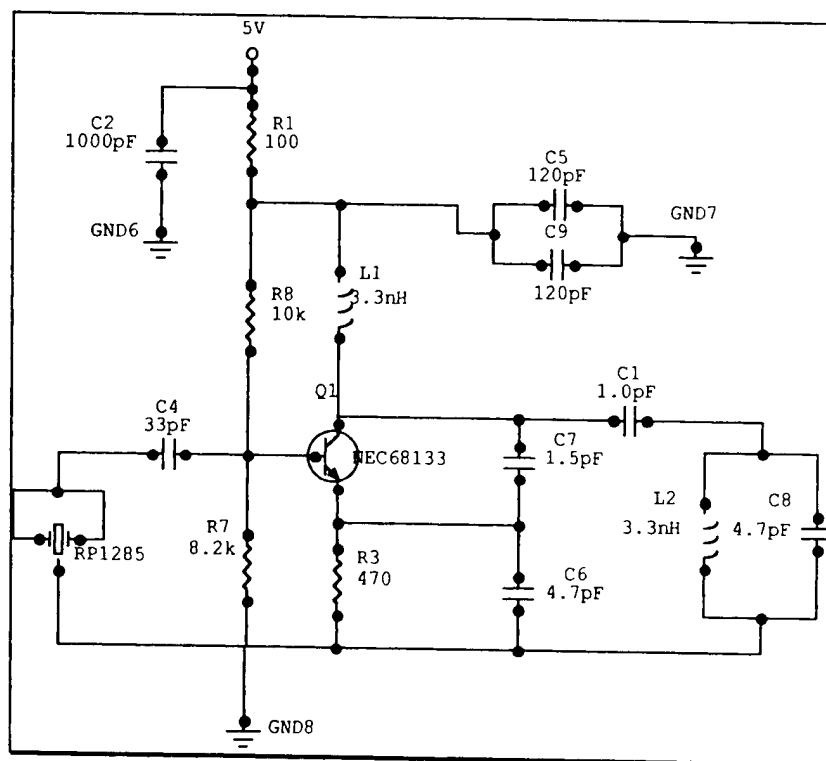 5V
C2
1000pF
R1
100
GND6
C5
120pF
GND7
C9
120pF
L1
3.3nH
R8
10k
Q1
C4
33pF
C1
1.0pF
NEC68133
C7
1.5pF
RP1285
R7
8.2k
R3
470
C6
4.7pF
L2
3.3nH
C8
4.7pF
GND8